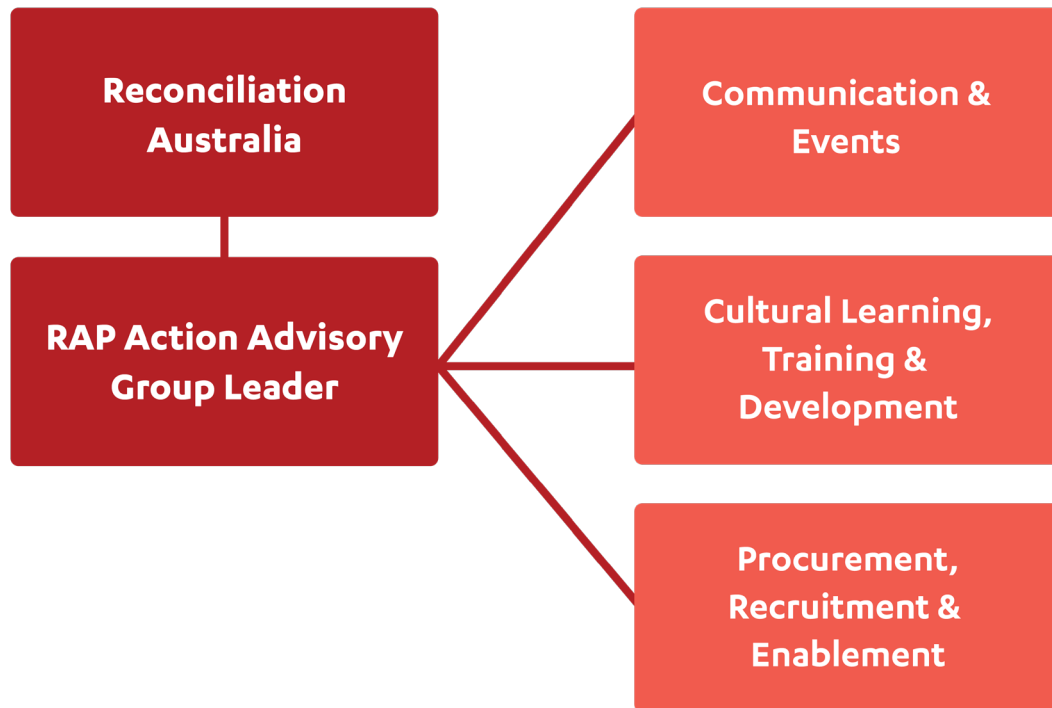 Reconciliation
Australia
RAP Action Advisory
Group Leader
Communication &
Events
Cultural Learning,
Training &
Development
Procurement,
Recruitment &
Enablement